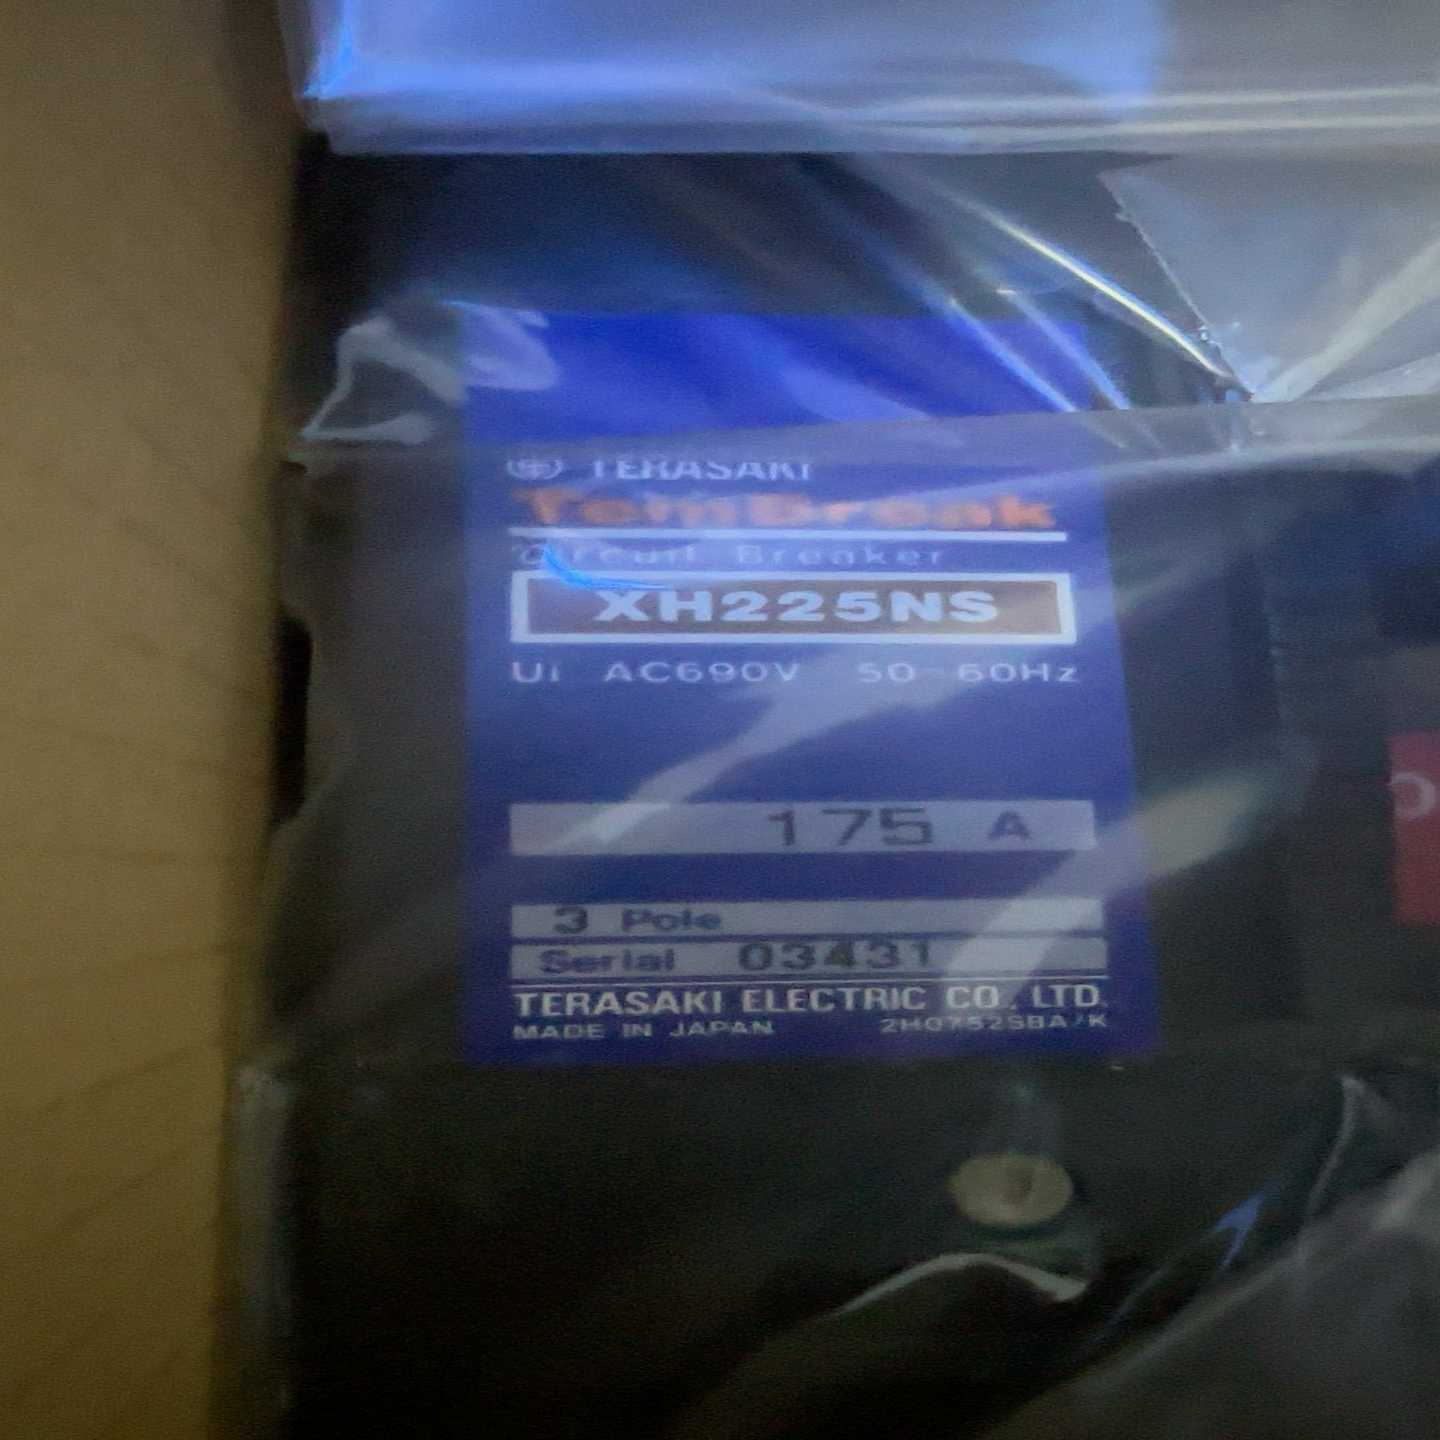 TERASAKI
TemBreak
Circuit Breaker
XH225NS
Ui AC690V 50-60Hz
175 A
3 Pole
Serial 03431
TERASAKI ELECTRIC CO., LTD.
MADE IN JAPAN 2H0752SBA/K